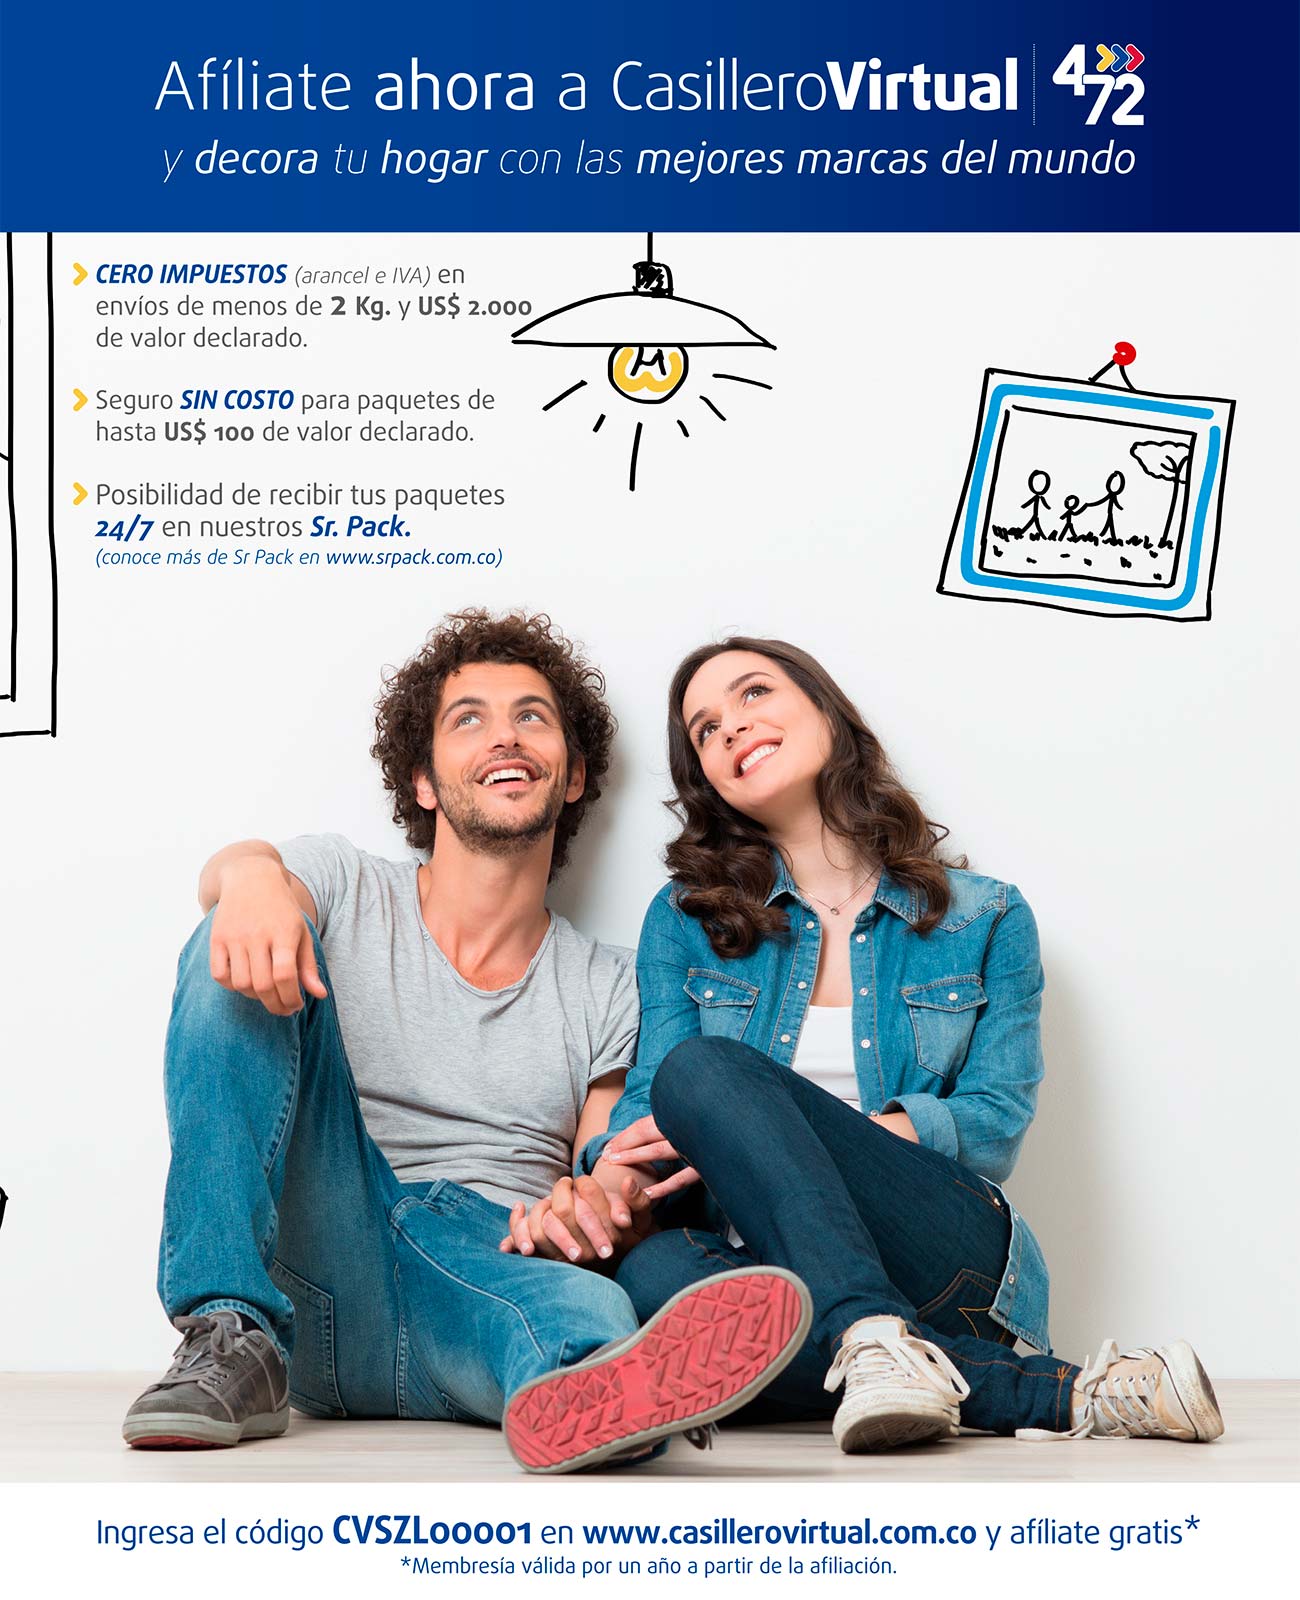 Afíliate ahora a CasilleroVirtual 472
y decora tu hogar con las mejores marcas del mundo
CERO IMPUESTOS (arancel e IVA) en
envíos de menos de 2 Kg. y US$ 2.000
de valor declarado.
Seguro SIN COSTO para paquetes de
hasta US$ 100 de valor declarado.
Posibilidad de recibir tus paquetes
24/7 en nuestros Sr. Pack.
(conoce más de Sr Pack en www.srpack.com.co)
Ingresa el código CVSZL00001 en www.casillerovirtual.com.co y afíliate gratis*
*Membresía válida por un año a partir de la afiliación.